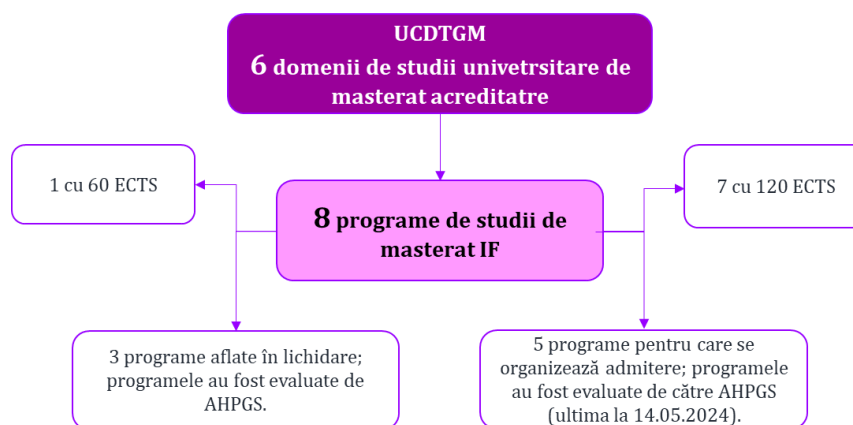 UCDTGM
6 domenii de studii univetrsitare de
masterat acreditatre
1 cu 60 ECTS
7 cu 120 ECTS
8 programe de studii de
masterat IF
3 programe aflate în lichidare;
programele au fost evaluate de
AHPGS.
5 programe pentru care se
organizează admitere; programele
au fost evaluate de către AHPGS
(ultima la 14.05.2024).